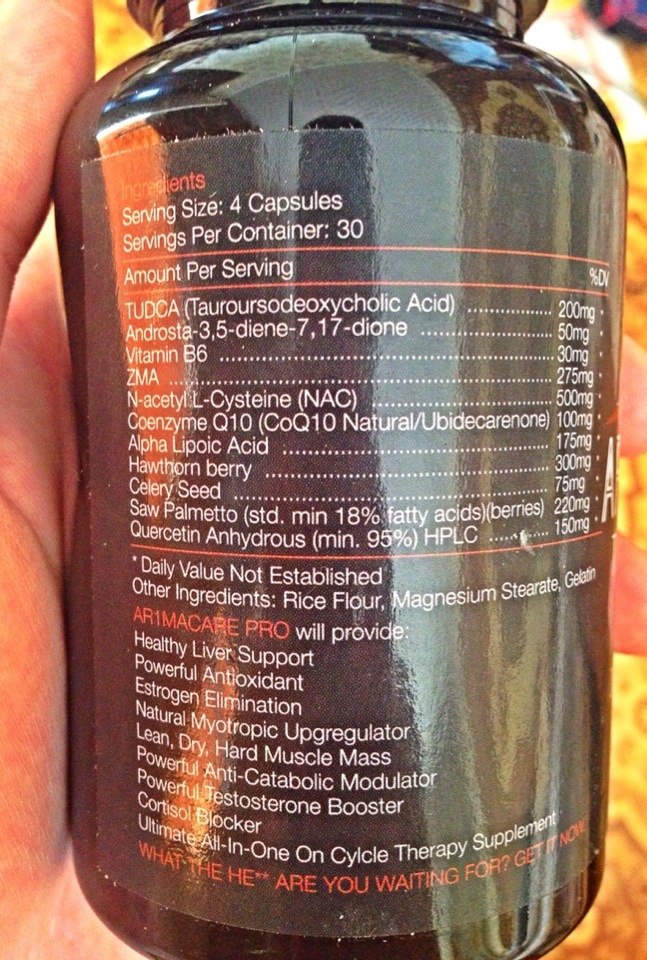 Ingredients
Serving Size: 4 Capsules
Servings Per Container: 30
Amount Per Serving %DV
TUDCA (Tauroursodeoxycholic Acid) .................. 200mg *
Androsta-3,5-diene-7,17-dione .................. 50mg *
Vitamin B6 .................. 30mg *
ZMA .................. 275mg *
N-acetyl L-Cysteine (NAC) .................. 500mg *
Coenzyme Q10 (CoQ10 Natural/Ubidecarenone) 100mg *
Alpha Lipoic Acid .................. 175mg *
Hawthorn berry .................. 300mg *
Celery Seed .................. 75mg *
Saw Palmetto (std. min 18% fatty acids)(berries) 220mg *
Quercetin Anhydrous (min. 95%) HPLC .......... 150mg *
* Daily Value Not Established
Other Ingredients: Rice Flour, Magnesium Stearate, Gelatin
AR1MACARE PRO will provide:
Healthy Liver Support
Powerful Antioxidant
Estrogen Elimination
Natural Myotropic Upgregulator
Lean, Dry, Hard Muscle Mass
Powerful Anti-Catabolic Modulator
Powerful Testosterone Booster
Cortisol Blocker
Ultimate All-In-One On Cylcle Therapy Supplement
WHAT THE HE** ARE YOU WAITING FOR? GET IT NOW.